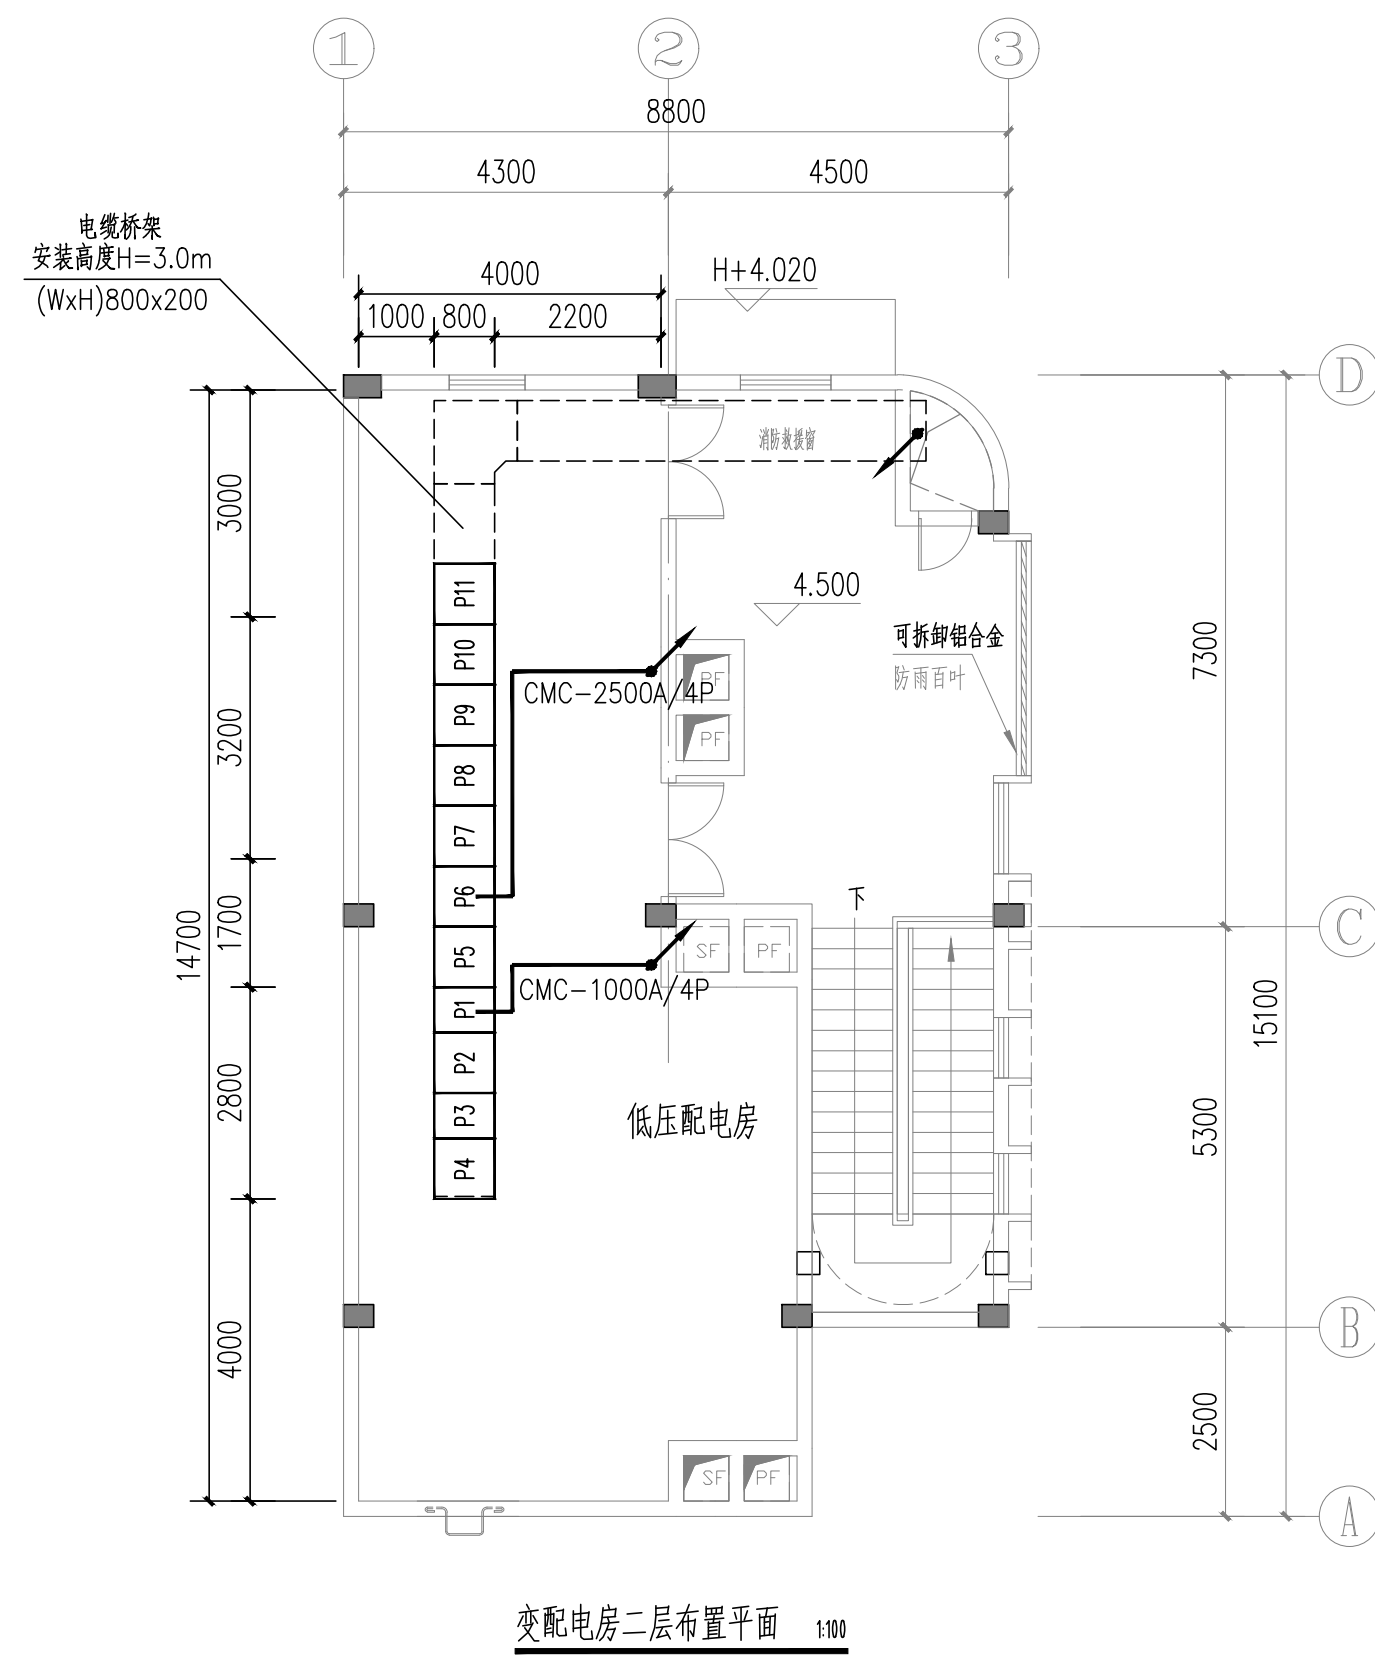 1
2
3
8800
4300
4500
电缆桥架
安装高度H=3.0m
(WxH)800x200
4000
H+4.020
1000
800
2200
D
消防救援窗
3000
P11
4.500
P10
可拆卸铝合金
防雨百叶
7300
PF
CMC-2500A/4P
P9
PF
3200
P8
P7
P6
下
14700
1700
C
P5
SF
PF
CMC-1000A/4P
P1
15100
P2
2800
P3
低压配电房
5300
P4
B
4000
2500
SF
PF
A
变配电房二层布置平面
1:100